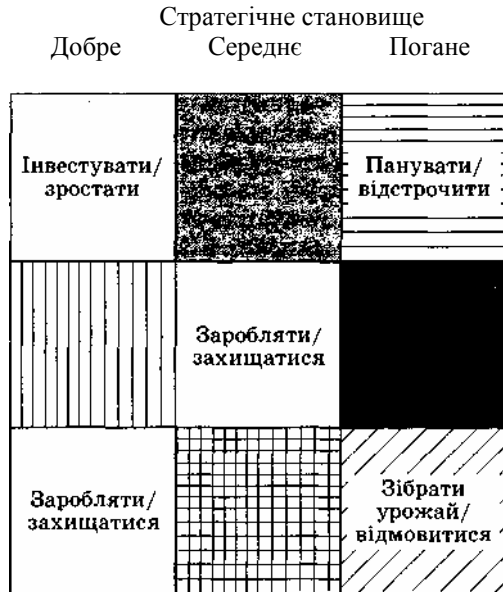 Стратегічне становище
Добре Середнє Погане
Інвестувати/ Панувати/
зростати відстрочити
Заробляти/
захищатися
Заробляти/ Зібрати
захищатися урожай/
відмовитися